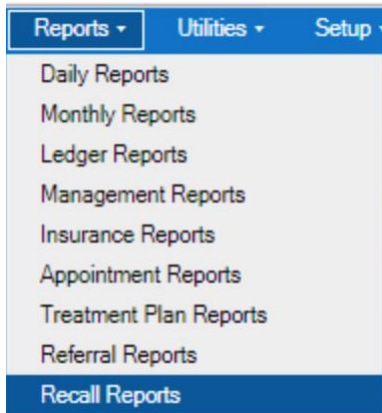 Reports Utilities Setup
Daily Reports
Monthly Reports
Ledger Reports
Management Reports
Insurance Reports
Appointment Reports
Treatment Plan Reports
Referral Reports
Recall Reports